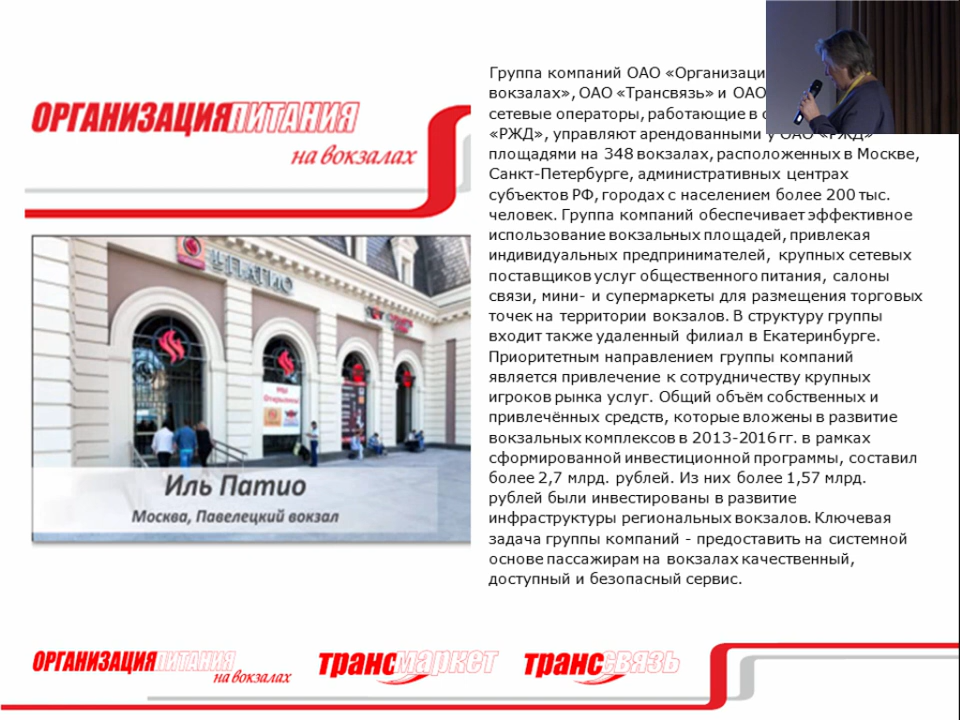 ОРГАНИЗАЦИЯПИТАНИЯ
на вокзалах
ИЛЬ ПАТИО
Иль Патио
Москва, Павелецкий вокзал
Группа компаний ОАО
вокзалах», ОАО «Трансвязь» и ОАО
сетевые операторы, работающие в
«РЖД», управляют арендованными у ОАО «РЖД»
площадями на 348 вокзалах, расположенных в Москве,
Санкт-Петербурге, административных центрах
субъектов РФ, городах с населением более 200 тыс.
человек. Группа компаний обеспечивает эффективное
использование вокзальных площадей, привлекая
индивидуальных предпринимателей, крупных сетевых
поставщиков услуг общественного питания, салоны
связи, мини- и супермаркеты для размещения торговых
точек на территории вокзалов. В структуру группы
входит также удаленный филиал в Екатеринбурге.
Приоритетным направлением группы компаний
является привлечение к сотрудничеству крупных
игроков рынка услуг. Общий объём собственных и
привлечённых средств, которые вложены в развитие
вокзальных комплексов в 2013-2016 гг. в рамках
сформированной инвестиционной программы, составил
более 2,7 млрд. рублей. Из них более 1,57 млрд.
рублей были инвестированы в развитие
инфраструктуры региональных вокзалов. Ключевая
задача группы компаний - предоставить на системной
основе пассажирам на вокзалах качественный,
доступный и безопасный сервис.
ОРГАНИЗАЦИЯПИТАНИЯ
на вокзалах
трансмаркет
транссвязь